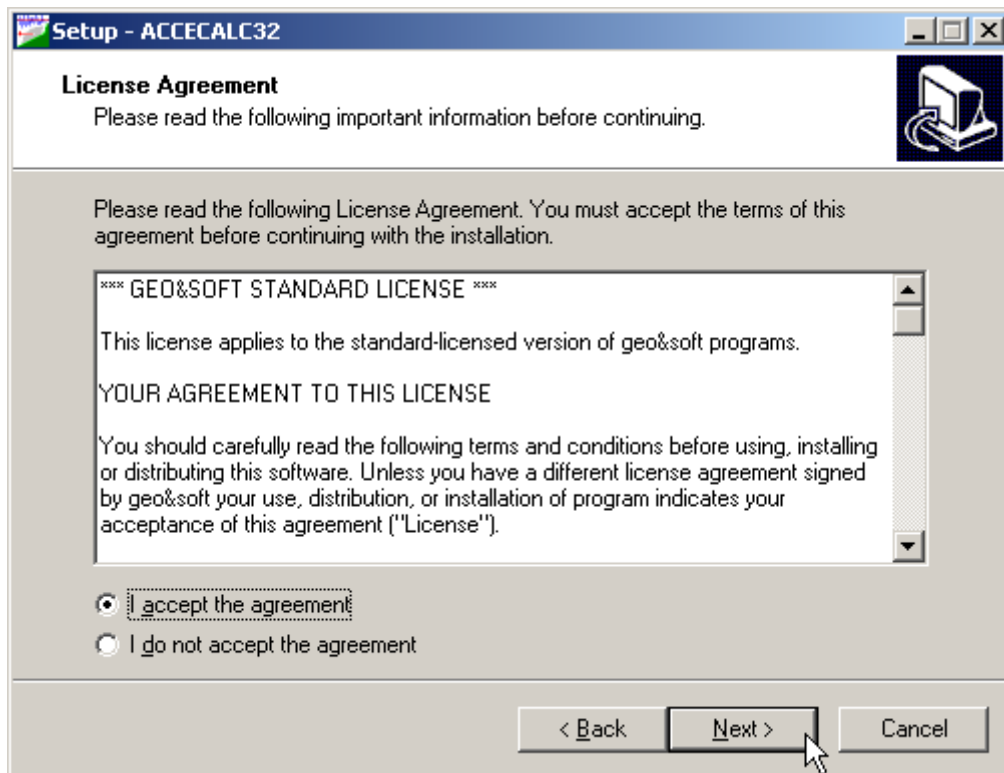 Setup - ACCECALC32
License Agreement
Please read the following important information before continuing.
Please read the following License Agreement. You must accept the terms of this
agreement before continuing with the installation.
*** GEO&SOFT STANDARD LICENSE ***
This license applies to the standard-licensed version of geo&soft programs.
YOUR AGREEMENT TO THIS LICENSE
You should carefully read the following terms and conditions before using, installing
or distributing this software. Unless you have a different license agreement signed
by geo&soft your use, distribution, or installation of program indicates your
acceptance of this agreement ("License").
I accept the agreement
I do not accept the agreement
< Back
Next >
Cancel